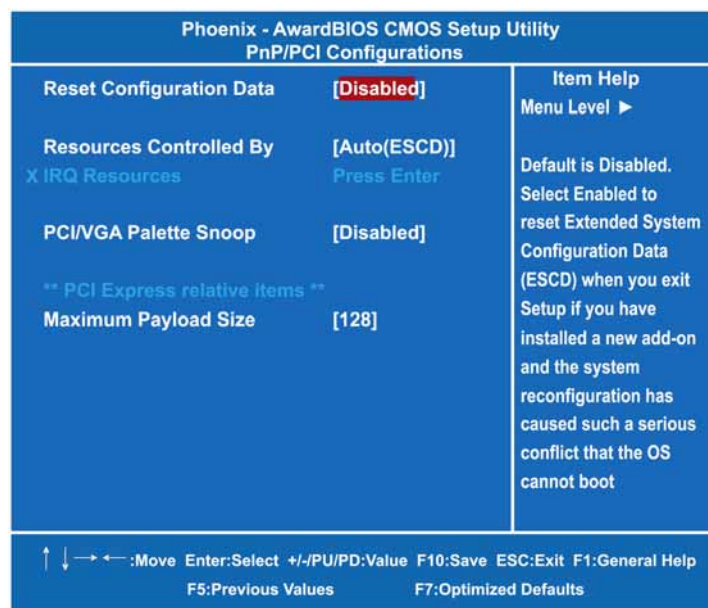 Phoenix - AwardBIOS CMOS Setup Utility
PnP/PCI Configurations
Reset Configuration Data [Disabled]
Resources Controlled By [Auto(ESCD)]
X IRQ Resources Press Enter
PCI/VGA Palette Snoop [Disabled]
** PCI Express relative items **
Maximum Payload Size [128]
Item Help
Menu Level ►
Default is Disabled.
Select Enabled to
reset Extended System
Configuration Data
(ESCD) when you exit
Setup if you have
installed a new add-on
and the system
reconfiguration has
caused such a serious
conflict that the OS
cannot boot
↑ ↓ → ← :Move Enter:Select +/-/PU/PD:Value F10:Save ESC:Exit F1:General Help
F5:Previous Values F7:Optimized Defaults